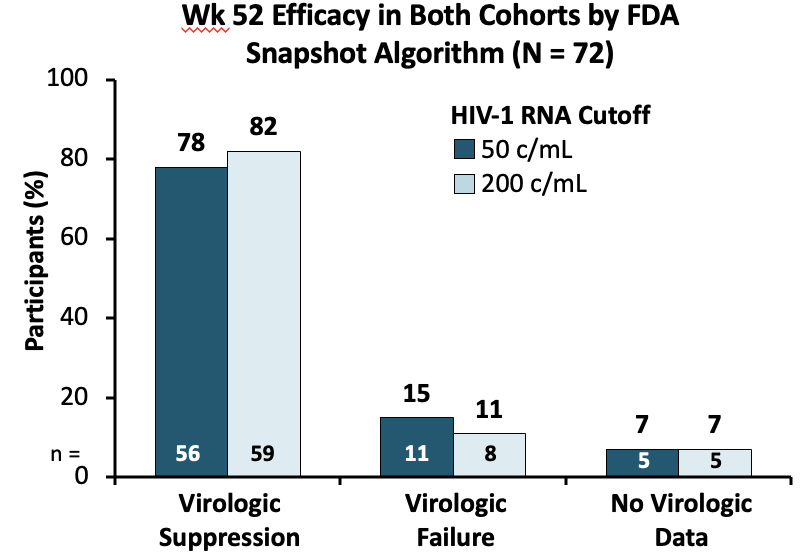 Wk 52 Efficacy in Both Cohorts by FDA
Snapshot Algorithm (N = 72)
HIV-1 RNA Cutoff
50 c/mL
200 c/mL
Participants (%)
100
80
60
40
20
0
n =
78
82
56
59
15
11
11
8
7
7
5
5
Virologic
Suppression
Virologic
Failure
No Virologic
Data